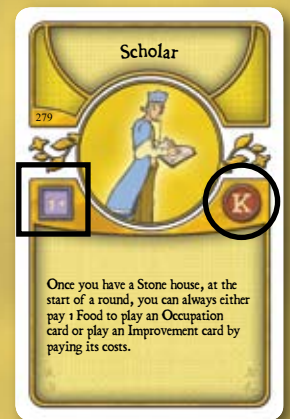 Scholar
279
K
Once you have a Stone house, at the
start of a round, you can always either
pay 1 Food to play an Occupation
card or play an Improvement card by
paying its costs.